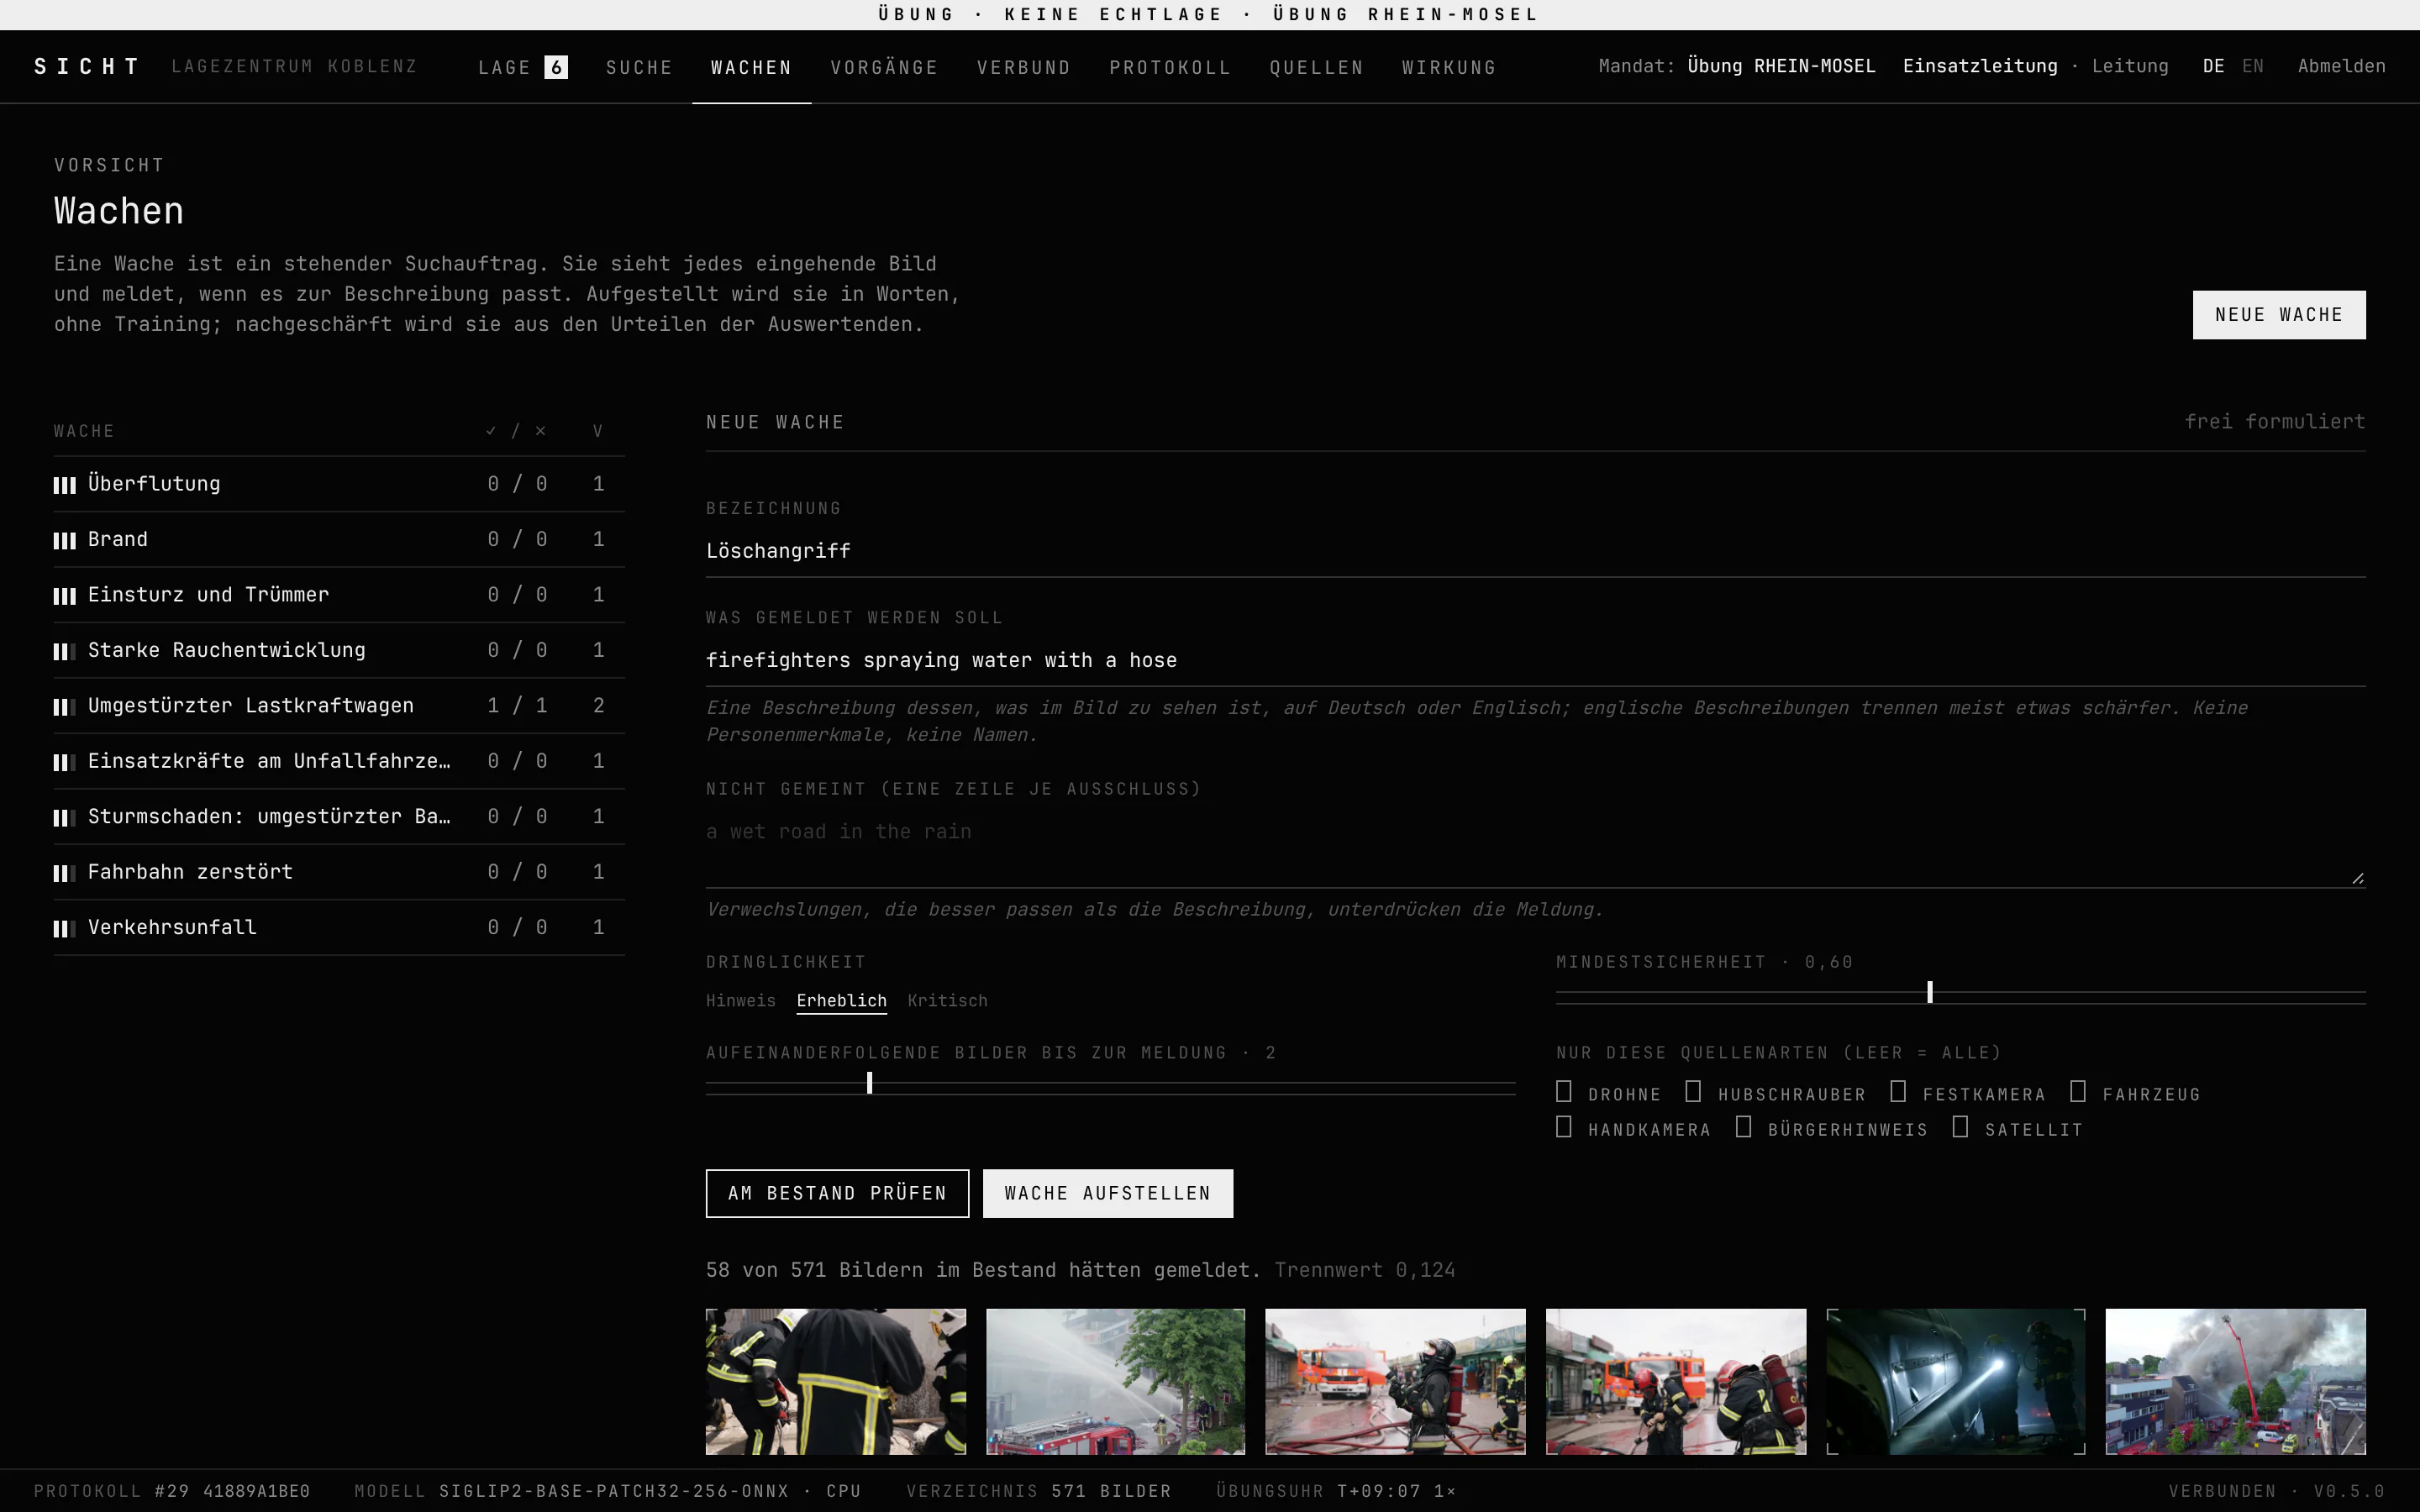 ÜBUNG · KEINE ECHTLAGE · ÜBUNG RHEIN-MOSEL
SICHT LAGEZENTRUM KOBLENZ LAGE 6 SUCHE WACHEN VORGÄNGE VERBUND PROTOKOLL QUELLEN WIRKUNG Mandat: Übung RHEIN-MOSEL Einsatzleitung · Leitung DE EN Abmelden
VORSICHT
Wachen
Eine Wache ist ein stehender Suchauftrag. Sie sieht jedes eingehende Bild
und meldet, wenn es zur Beschreibung passt. Aufgestellt wird sie in Worten,
ohne Training; nachgeschärft wird sie aus den Urteilen der Auswertenden.
NEUE WACHE
WACHE ✓ / × V
Überflutung 0 / 0 1
Brand 0 / 0 1
Einsturz und Trümmer 0 / 0 1
Starke Rauchentwicklung 0 / 0 1
Umgestürzter Lastkraftwagen 1 / 1 2
Einsatzkräfte am Unfallfahrze… 0 / 0 1
Sturmschaden: umgestürzter Ba… 0 / 0 1
Fahrbahn zerstört 0 / 0 1
Verkehrsunfall 0 / 0 1
NEUE WACHE frei formuliert
BEZEICHNUNG
Löschangriff
WAS GEMELDET WERDEN SOLL
firefighters spraying water with a hose
Eine Beschreibung dessen, was im Bild zu sehen ist, auf Deutsch oder Englisch; englische Beschreibungen trennen meist etwas schärfer. Keine
Personenmerkmale, keine Namen.
NICHT GEMEINT (EINE ZEILE JE AUSSCHLUSS)
a wet road in the rain
Verwechslungen, die besser passen als die Beschreibung, unterdrücken die Meldung.
DRINGLICHKEIT
Hinweis Erheblich Kritisch
MINDESTSICHERHEIT · 0,60
AUFEINANDERFOLGENDE BILDER BIS ZUR MELDUNG · 2
NUR DIESE QUELLENARTEN (LEER = ALLE)
DROHNE HUBSCHRAUBER FESTKAMERA FAHRZEUG
HANDKAMERA BÜRGERHINWEIS SATELLIT
AM BESTAND PRÜFEN WACHE AUFSTELLEN
58 von 571 Bildern im Bestand hätten gemeldet. Trennwert 0,124
PROTOKOLL #29 41889A1BE0 MODELL SIGLIP2-BASE-PATCH32-256-ONNX · CPU VERZEICHNIS 571 BILDER ÜBUNGSUHR T+09:07 1× VERBUNDEN · V0.5.0